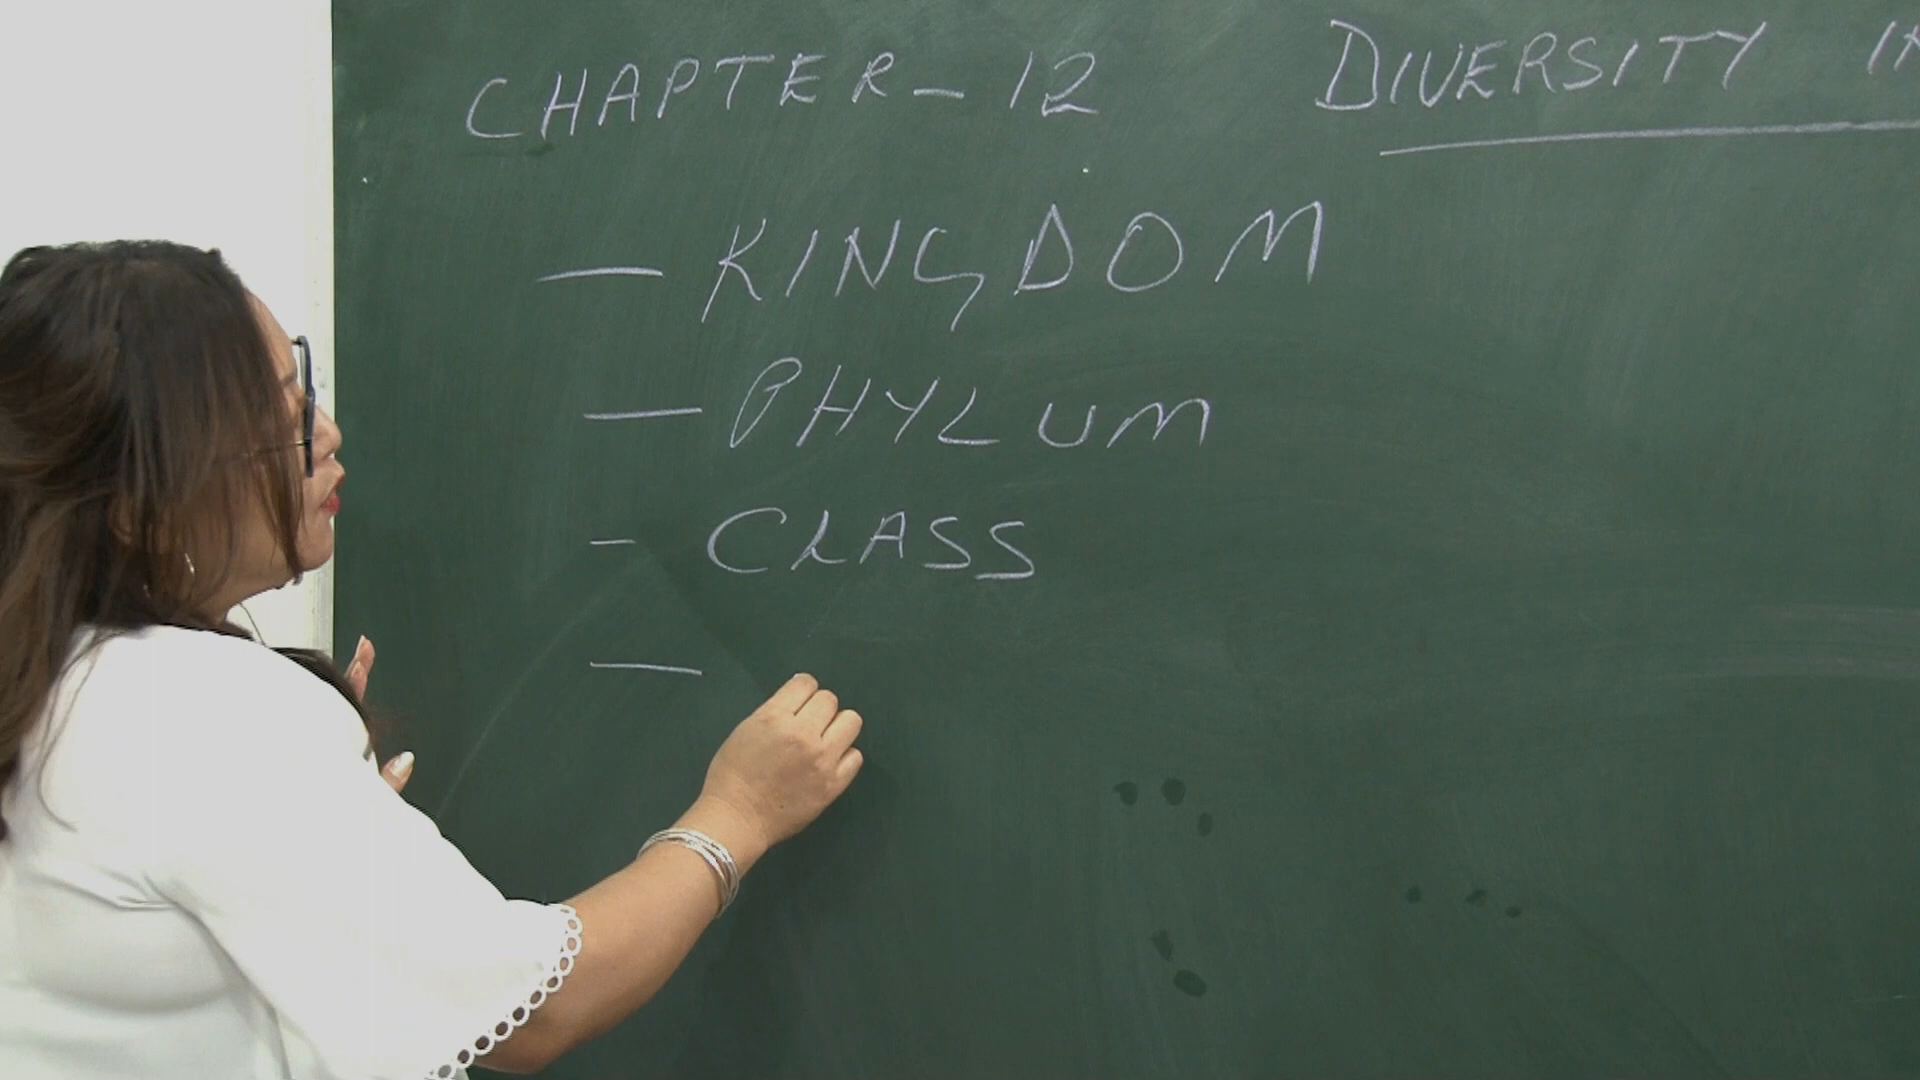 CHAPTER - 12 DIVERSITY
— KINGDOM
— PHYLUM
- CLASS
—